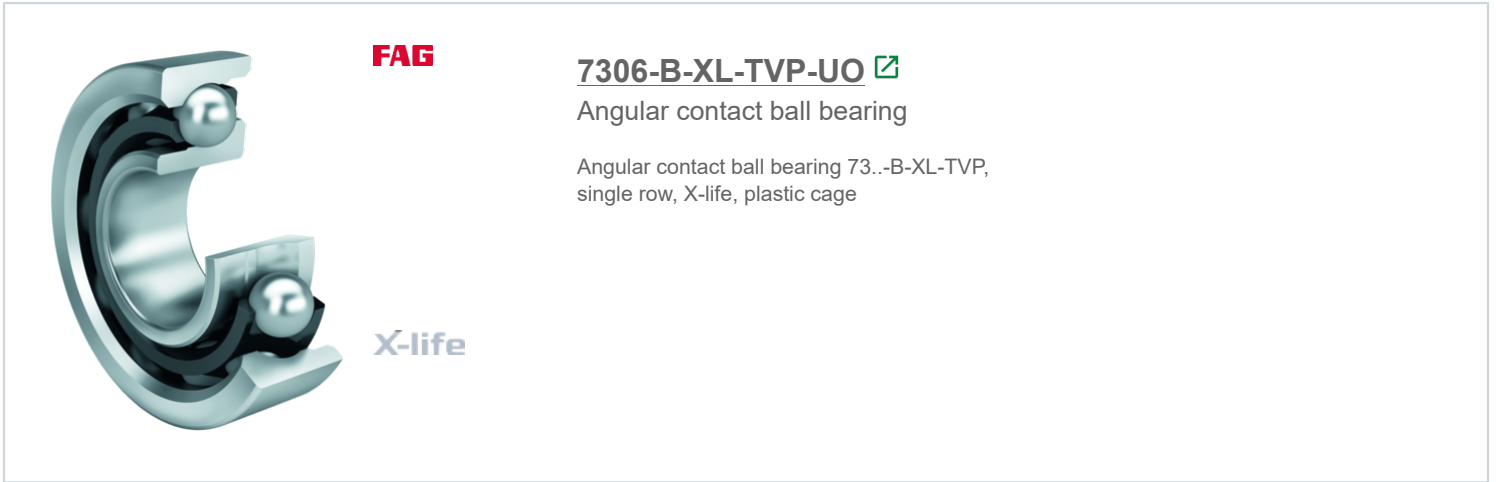 FAG
7306-B-XL-TVP-UO
Angular contact ball bearing
Angular contact ball bearing 73..-B-XL-TVP,
single row, X-life, plastic cage
X-life